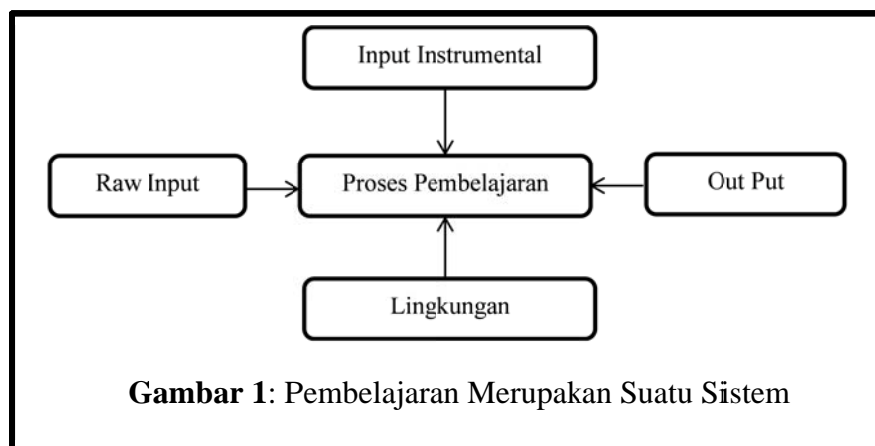 Input Instrumental
Raw Input
Proses Pembelajaran
Out Put
Lingkungan
Gambar 1: Pembelajaran Merupakan Suatu Sistem